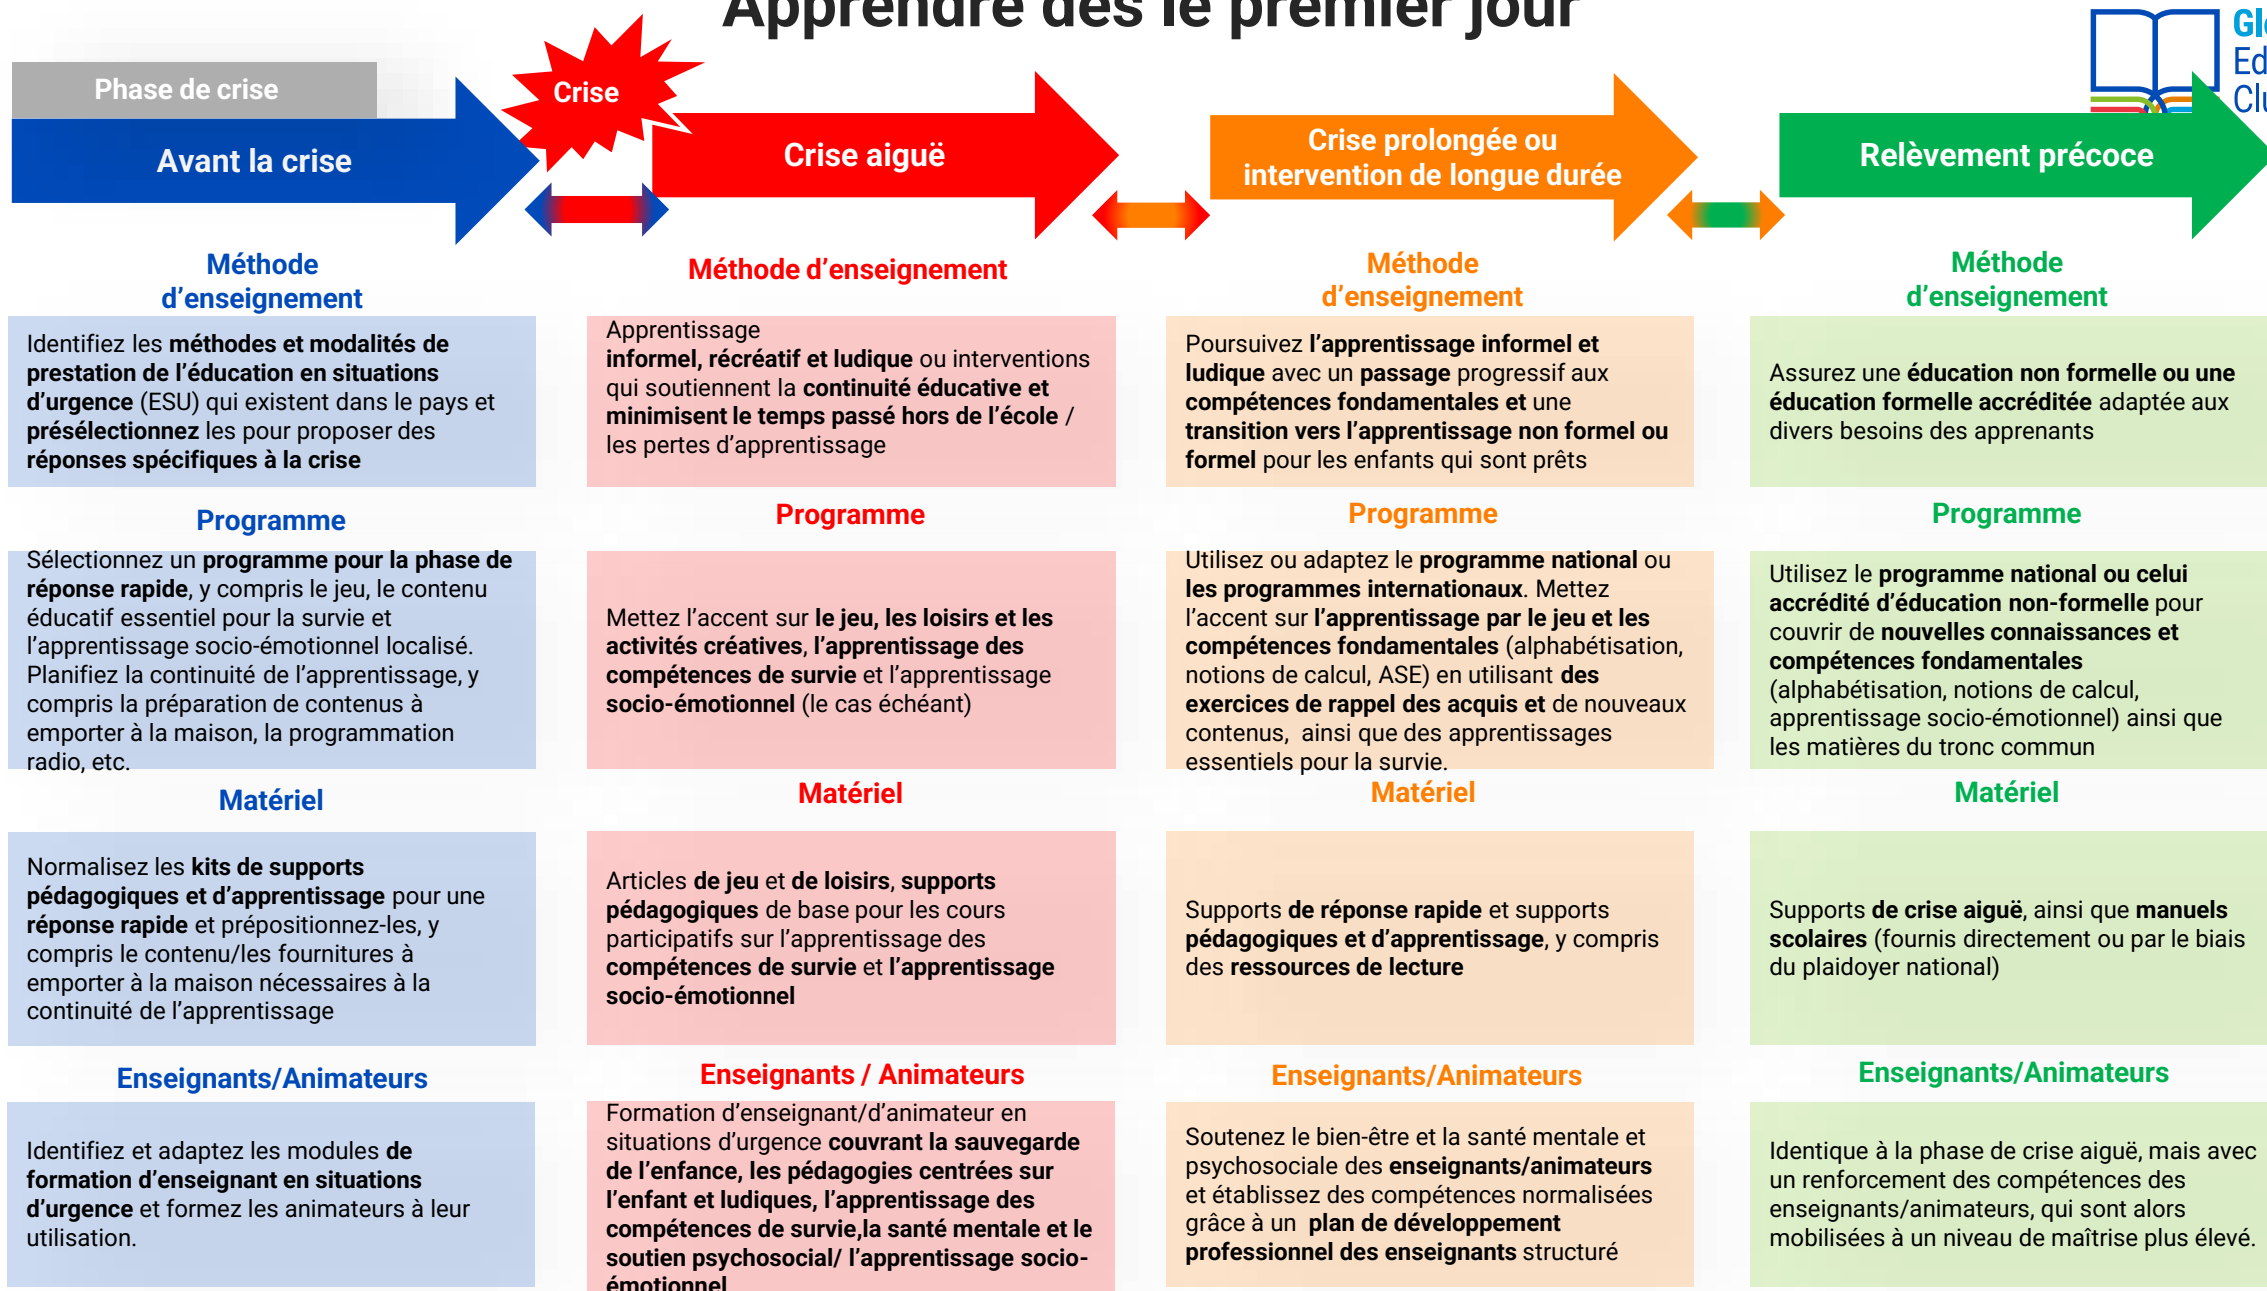 Apprendre dès le premier jour
Phase de crise
Crise
Avant la crise
Crise aiguë
Crise prolongée ou
intervention de longue durée
Relèvement précoce
Méthode
d'enseignement
Identifiez les méthodes et modalités de
prestation de l'éducation en situations
d'urgence (ESU) qui existent dans le pays et
présélectionnez les pour proposer des
réponses spécifiques à la crise
Programme
Sélectionnez un programme pour la phase de
réponse rapide, y compris le jeu, le contenu
éducatif essentiel pour la survie et
l'apprentissage socio-émotionnel localisé.
Planifiez la continuité de l'apprentissage, y
compris la préparation de contenus à
emporter à la maison, la programmation
radio, etc.
Matériel
Normalisez les kits de supports
pédagogiques et d'apprentissage pour une
réponse rapide et prépositionnez-les, y
compris le contenu/les fournitures à
emporter à la maison nécessaires à la
continuité de l'apprentissage
Enseignants/Animateurs
Identifiez et adaptez les modules de
formation d'enseignant en situations
d'urgence et formez les animateurs à leur
utilisation.
Méthode d'enseignement
Apprentissage
informel, récréatif et ludique ou interventions
qui soutiennent la continuité éducative et
minimisent le temps passé hors de l'école /
les pertes d'apprentissage
Programme
Mettez l'accent sur le jeu, les loisirs et les
activités créatives, l'apprentissage des
compétences de survie et l'apprentissage
socio-émotionnel (le cas échéant)
Matériel
Articles de jeu et de loisirs, supports
pédagogiques de base pour les cours
participatifs sur l'apprentissage des
compétences de survie et l'apprentissage
socio-émotionnel
Enseignants / Animateurs
Formation d'enseignant/d'animateur en
situations d'urgence couvrant la sauvegarde
de l'enfance, les pédagogies centrées sur
l'enfant et ludiques, l'apprentissage des
compétences de survie,la santé mentale et le
soutien psychosocial/ l'apprentissage socio-
émotionnel
Méthode
d'enseignement
Poursuivez l'apprentissage informel et
ludique avec un passage progressif aux
compétences fondamentales et une
transition vers l'apprentissage non formel ou
formel pour les enfants qui sont prêts
Programme
Utilisez ou adaptez le programme national ou
les programmes internationaux. Mettez
l'accent sur l'apprentissage par le jeu et les
compétences fondamentales (alphabétisation,
notions de calcul, ASE) en utilisant des
exercices de rappel des acquis et de nouveaux
contenus, ainsi que des apprentissages
essentiels pour la survie.
Matériel
Supports de réponse rapide et supports
pédagogiques et d'apprentissage, y compris
des ressources de lecture
Enseignants/Animateurs
Soutenez le bien-être et la santé mentale et
psychosociale des enseignants/animateurs
et établissez des compétences normalisées
grâce à un plan de développement
professionnel des enseignants structuré
Méthode
d'enseignement
Assurez une éducation non formelle ou une
éducation formelle accréditée adaptée aux
divers besoins des apprenants
Programme
Utilisez le programme national ou celui
accrédité d'éducation non-formelle pour
couvrir de nouvelles connaissances et
compétences fondamentales
(alphabétisation, notions de calcul,
apprentissage socio-émotionnel) ainsi que
les matières du tronc commun
Matériel
Supports de crise aiguë, ainsi que manuels
scolaires (fournis directement ou par le biais
du plaidoyer national)
Enseignants/Animateurs
Identique à la phase de crise aiguë, mais avec
un renforcement des compétences des
enseignants/animateurs, qui sont alors
mobilisées à un niveau de maîtrise plus élevé.